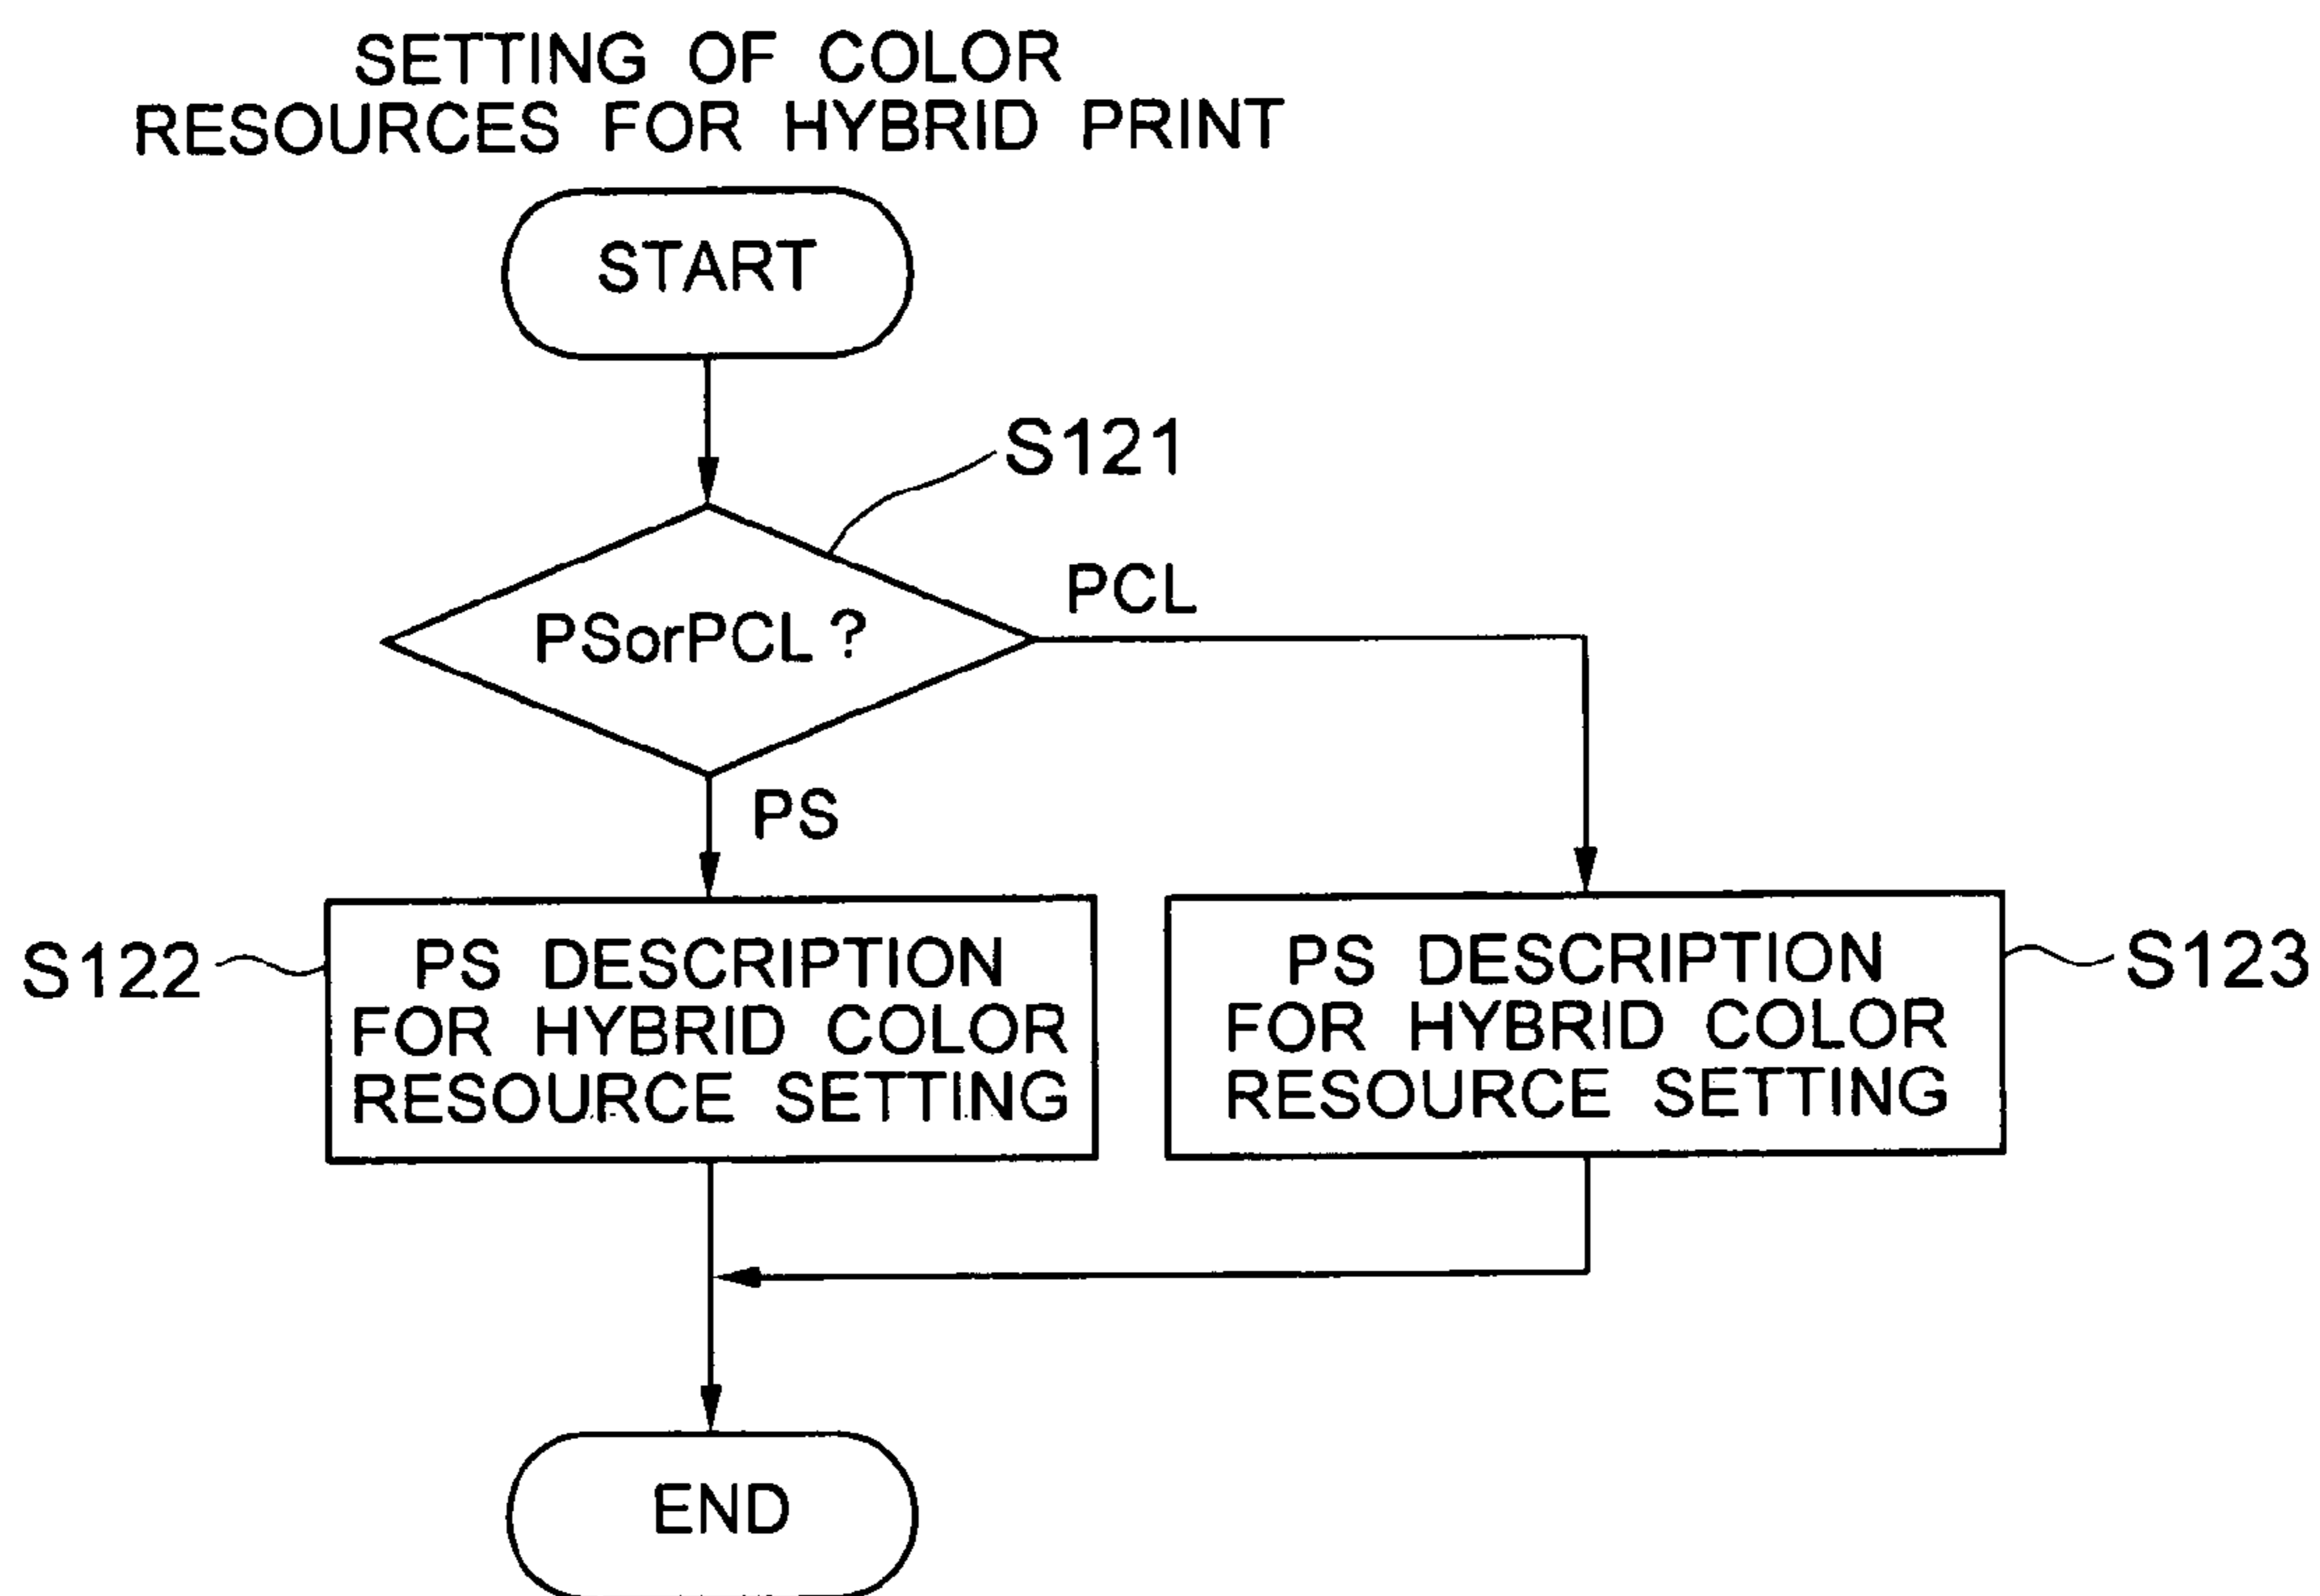 SETTING OF COLOR
RESOURCES FOR HYBRID PRINT
START
S121
PSorPCL ?
PCL
PS
S122
PS DESCRIPTION
FOR HYBRID COLOR
RESOURCE SETTING
PS DESCRIPTION
FOR HYBRID COLOR
RESOURCE SETTING
S123
END